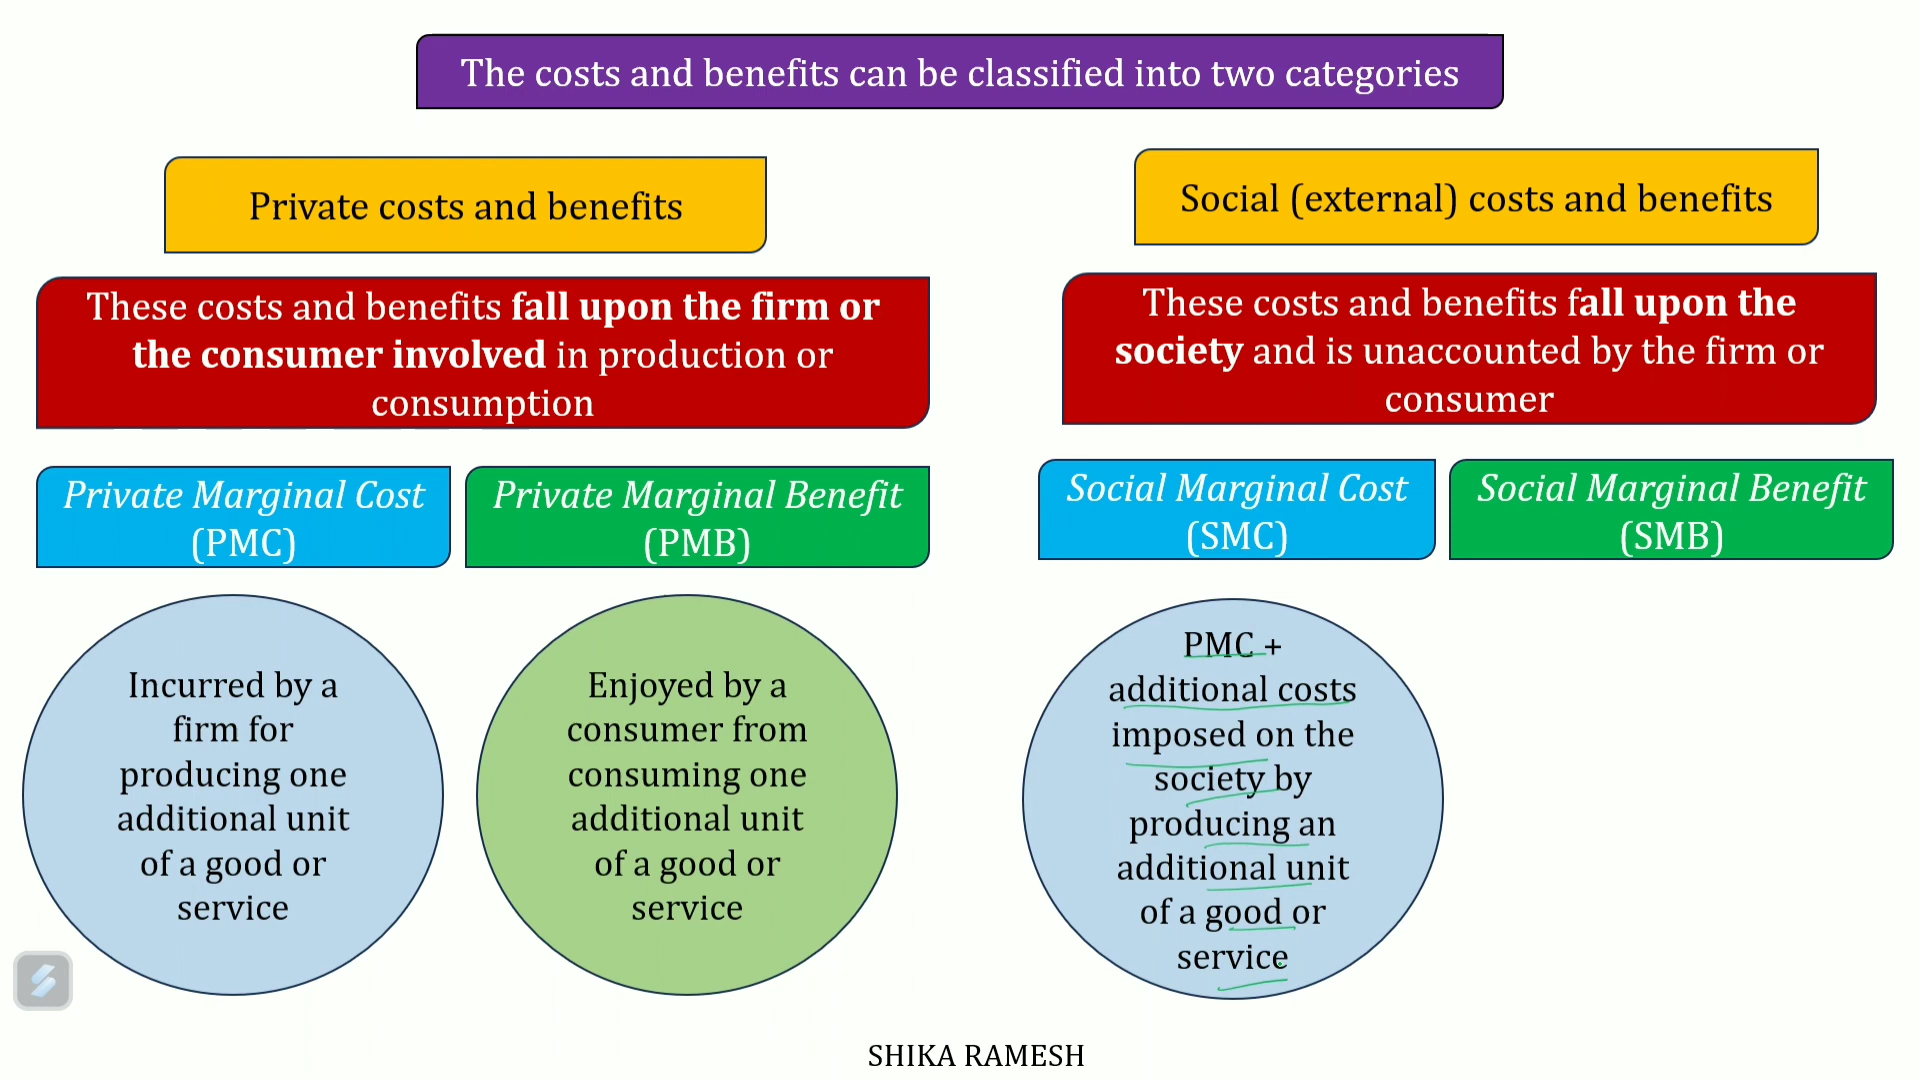 The costs and benefits can be classified into two categories
Private costs and benefits
These costs and benefits fall upon the firm or
the consumer involved in production or
consumption
Private Marginal Cost
(PMC)
Private Marginal Benefit
(PMB)
Incurred by a
firm for
producing one
additional unit
of a good or
service
Enjoyed by a
consumer from
consuming one
additional unit
of a good or
service
Social (external) costs and benefits
These costs and benefits fall upon the
society and is unaccounted by the firm or
consumer
Social Marginal Cost
(SMC)
Social Marginal Benefit
(SMB)
PMC +
additional costs
imposed on the
society by
producing an
additional unit
of a good or
service
SHIKA RAMESH